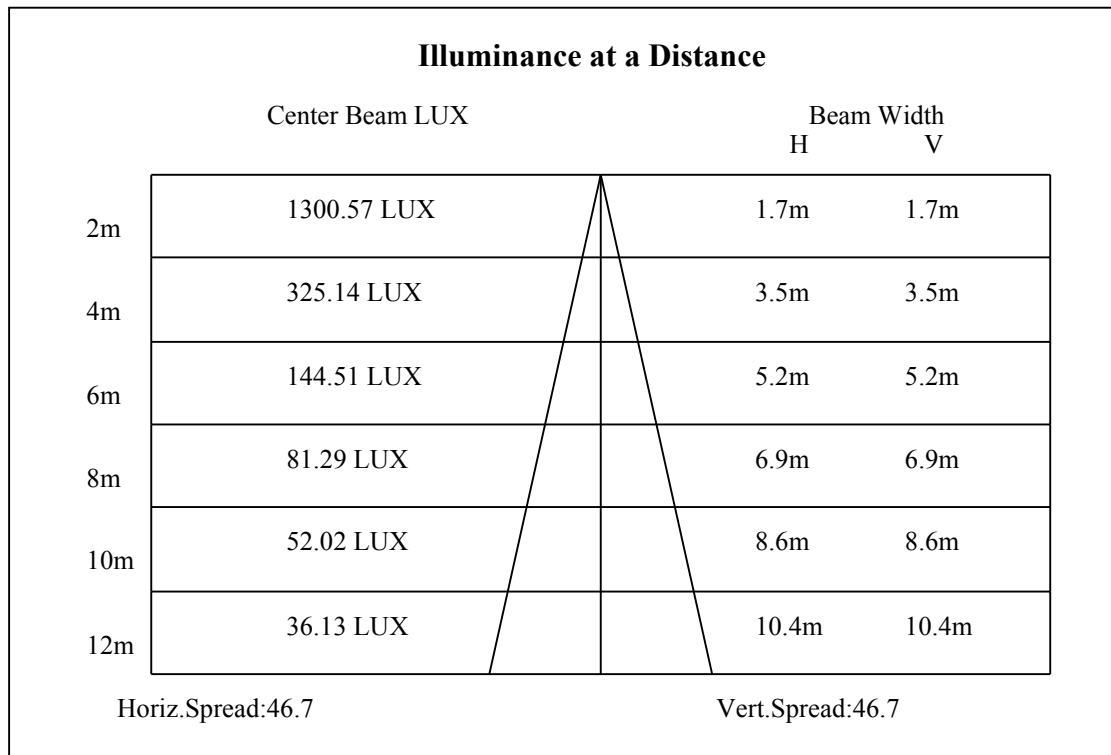 Illuminance at a Distance
Center Beam LUX Beam Width
H V
1300.57 LUX 1.7m 1.7m
2m
325.14 LUX 3.5m 3.5m
4m
144.51 LUX 5.2m 5.2m
6m
81.29 LUX 6.9m 6.9m
8m
52.02 LUX 8.6m 8.6m
10m
36.13 LUX 10.4m 10.4m
12m
Horiz.Spread:46.7 Vert.Spread:46.7